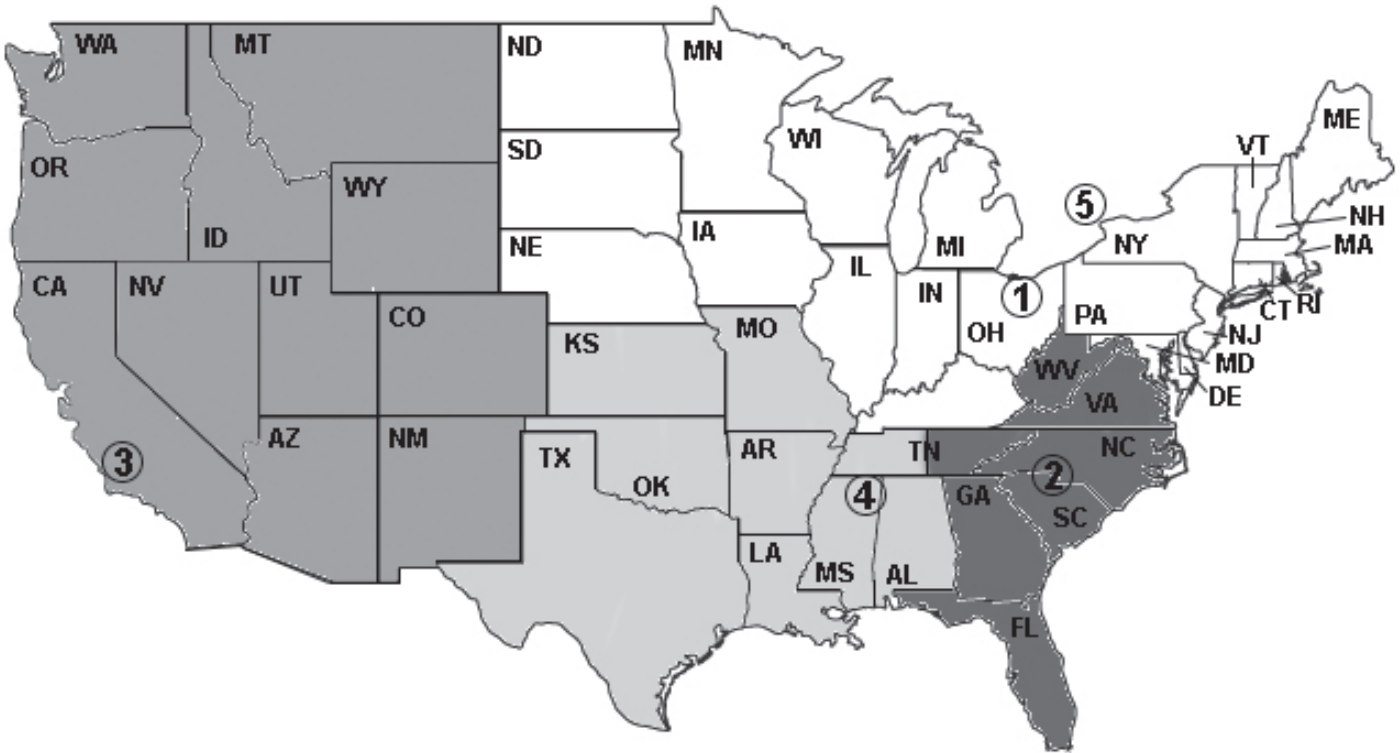 WA
MT
ND
MN
ME
OR
WY
SD
WI
VT
ID
NE
IA
MI
5
NY
NH
MA
CA
NV
UT
CO
IL
IN
1
OH
PA
CT
RI
KS
MO
NJ
WV
MD
VA
DE
3
AZ
NM
TX
OK
AR
TN
NC
4
GA
2
SC
LA
MS
AL
FL